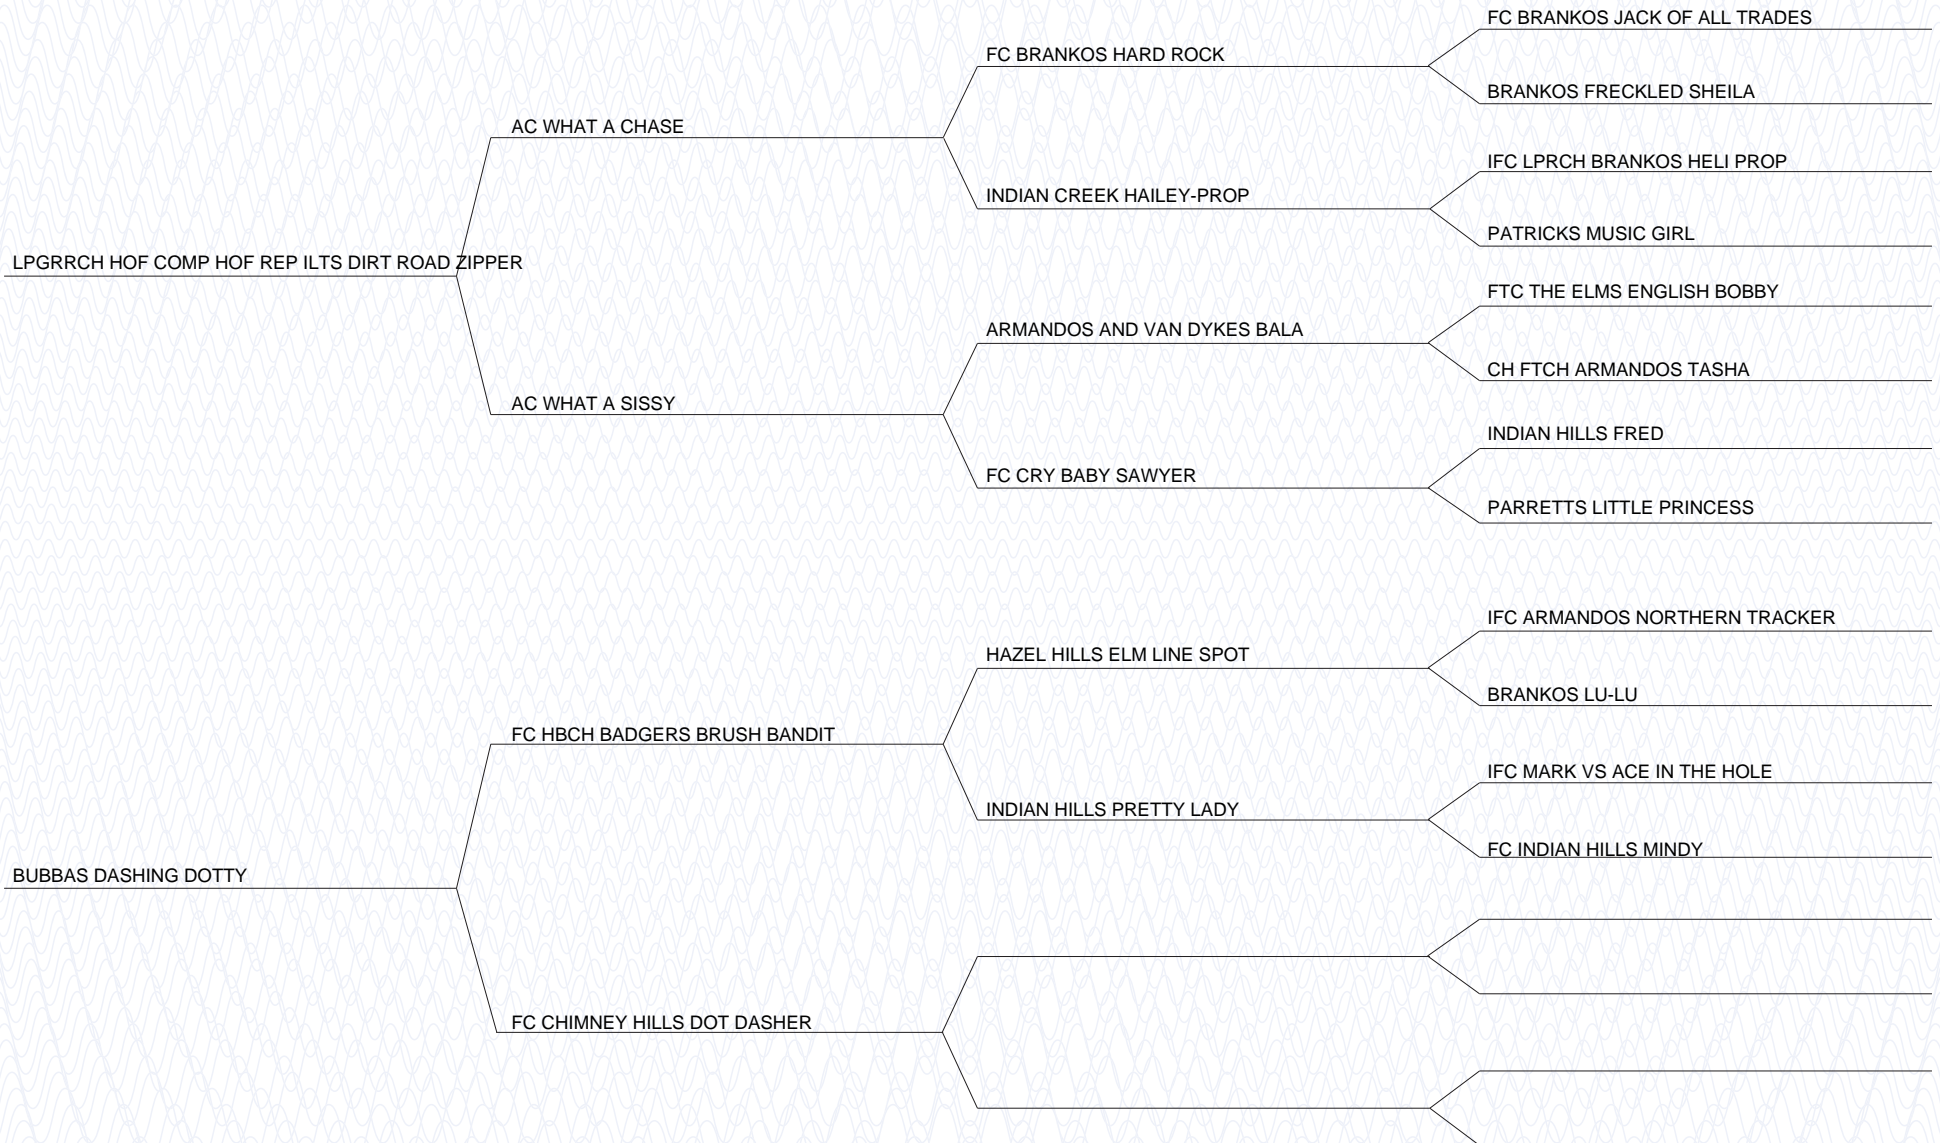 FC BRANKOS JACK OF ALL TRADES
FC BRANKOS HARD ROCK
BRANKOS FRECKLED SHEILA
AC WHAT A CHASE
IFC LPRCH BRANKOS HELI PROP
INDIAN CREEK HAILEY-PROP
PATRICKS MUSIC GIRL
LPGRRCH HOF COMP HOF REP ILTS DIRT ROAD ZIPPER
FTC THE ELMS ENGLISH BOBBY
ARMANDOS AND VAN DYKES BALA
CH FTCH ARMANDOS TASHA
AC WHAT A SISSY
INDIAN HILLS FRED
FC CRY BABY SAWYER
PARRETTS LITTLE PRINCESS
IFC ARMANDOS NORTHERN TRACKER
HAZEL HILLS ELM LINE SPOT
BRANKOS LU-LU
FC HBCH BADGERS BRUSH BANDIT
IFC MARK VS ACE IN THE HOLE
INDIAN HILLS PRETTY LADY
FC INDIAN HILLS MINDY
BUBBAS DASHING DOTTY
FC CHIMNEY HILLS DOT DASHER